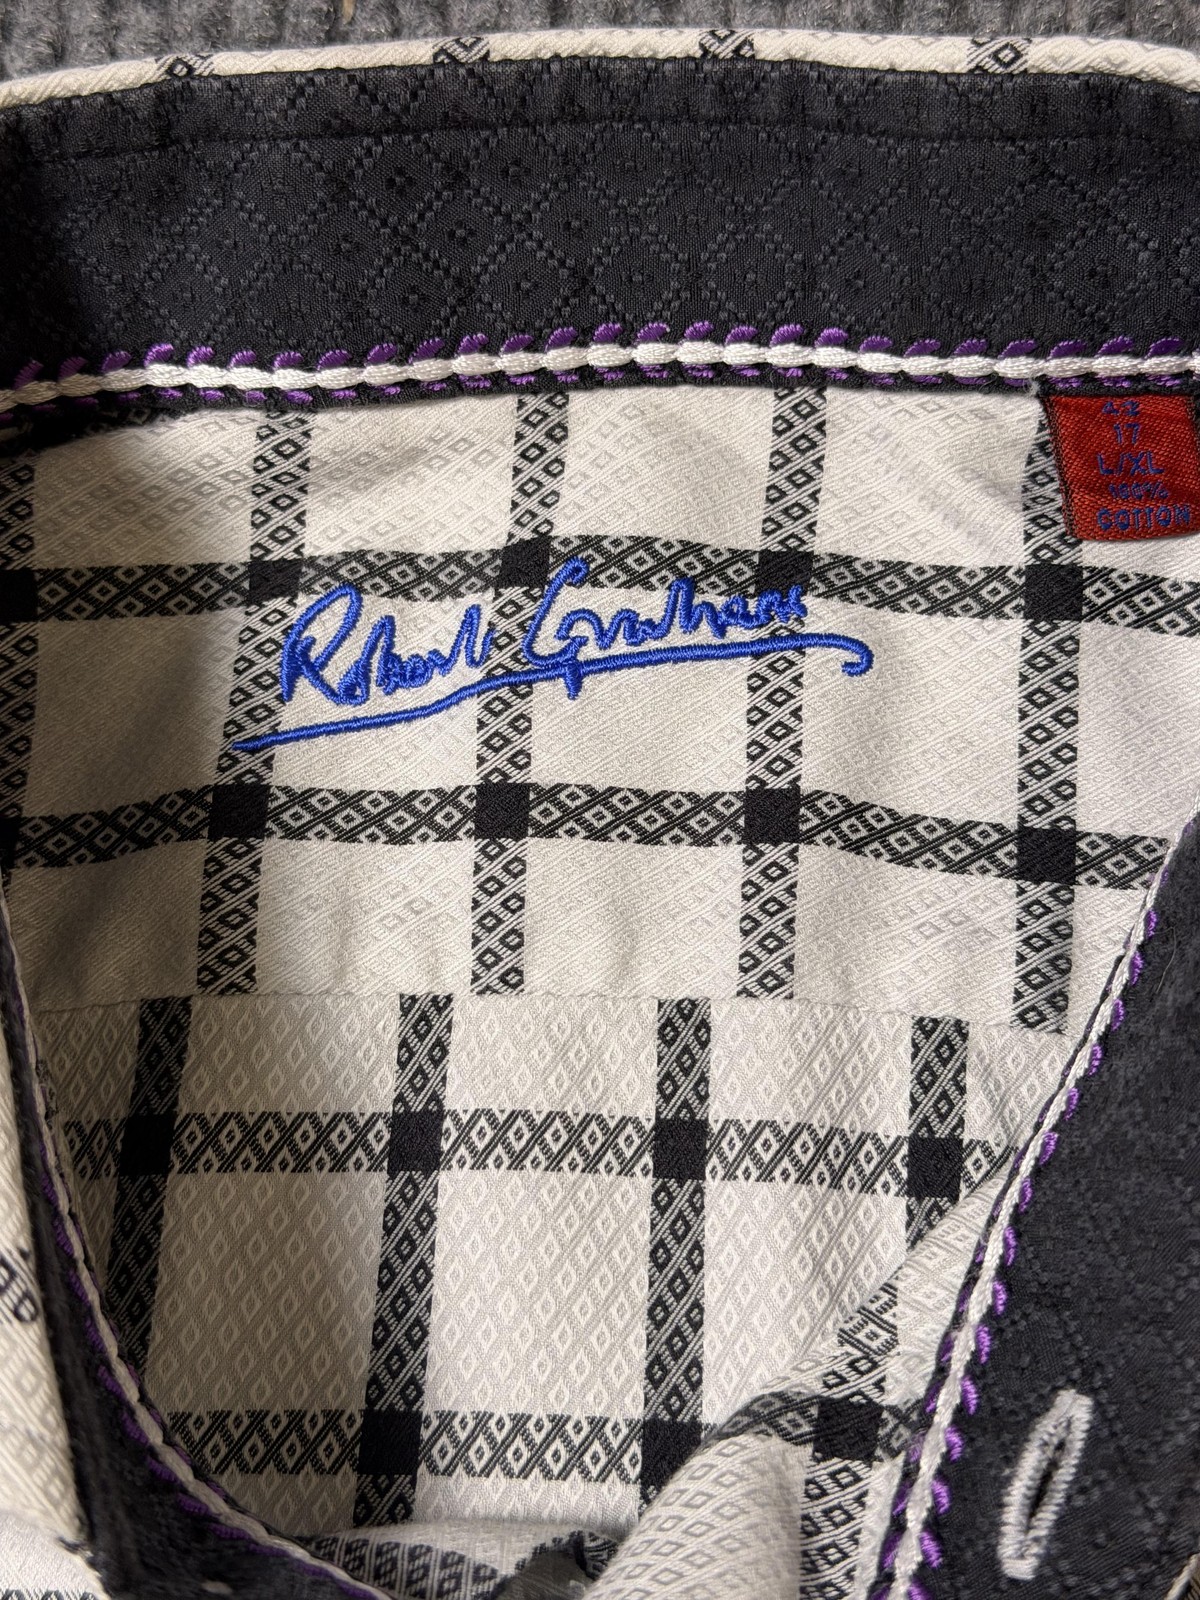 Robert Graham
42
17
L/XL
100%
COTTON